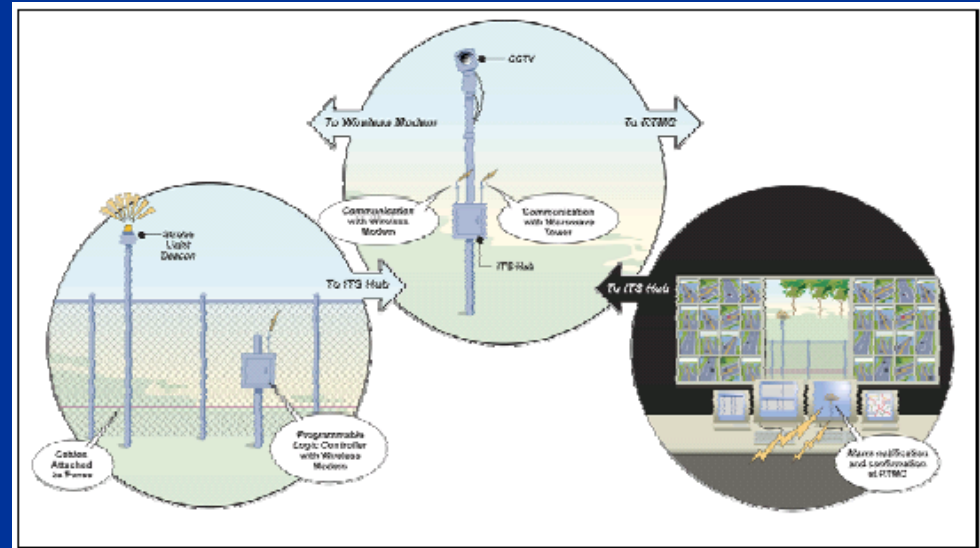 CCTV
To Wireless Modem
To RTMC
Communication
with Wireless
Modem
Communication
with Microwave
Tower
ITS Hub
Strobe
Light
Beacon
To ITS Hub
To ITS Hub
Cables
Attached
to Fence
Programmable
Logic Controller
with Wireless
Modem
Alarm notification
and confirmation
at RTMC